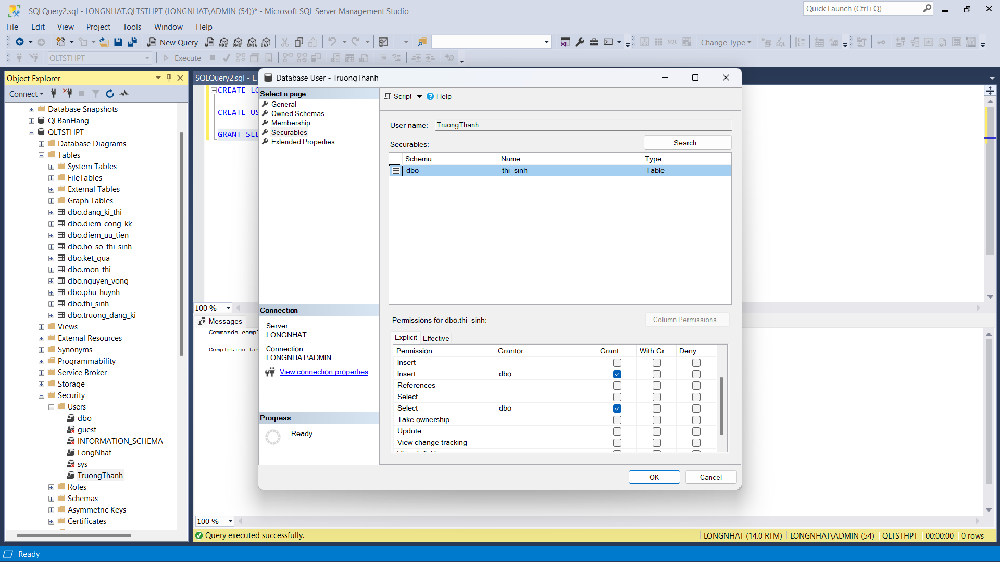 SQLQuery2.sql - LONGNHAT.QLTSTHPT (LONGNHAT\ADMIN (54))* - Microsoft SQL Server Management Studio
Quick Launch (Ctrl+Q)
File Edit View Project Tools Window Help
New Query
MDX DMX XMLA DAX
SQL
Change Type
QLTSTHPT
Execute
Object Explorer
Connect
Database Snapshots
QLBanHang
QLTSTHPT
Database Diagrams
Tables
System Tables
FileTables
External Tables
Graph Tables
dbo.dang_ki_thi
dbo.diem_cong_kk
dbo.diem_uu_tien
dbo.ho_so_thi_sinh
dbo.ket_qua
dbo.mon_thi
dbo.nguyen_vong
dbo.phu_huynh
dbo.thi_sinh
dbo.truong_dang_ki
Views
External Resources
Synonyms
Programmability
Service Broker
Storage
Security
Users
dbo
guest
INFORMATION_SCHEMA
LongNhat
sys
TruongThanh
Roles
Schemas
Asymmetric Keys
Certificates
SQLQuery2.sql - L
CREATE LO
CREATE US
GRANT SEL
100 %
Messages
Commands compl
Completion tim
100 %
Database User - TruongThanh
Select a page
General
Owned Schemas
Membership
Securables
Extended Properties
Connection
Server:
LONGNHAT
Connection:
LONGNHAT\ADMIN
View connection properties
Progress
Ready
Script Help
User name: TruongThanh
Securables:
Search...
Schema Name Type
dbo thi_sinh Table
Permissions for dbo.thi_sinh:
Column Permissions...
Explicit Effective
Permission Grantor Grant With Gr... Deny
Insert
Insert dbo
References
Select
Select dbo
Take ownership
Update
View change tracking
OK Cancel
Query executed successfully.
LONGNHAT (14.0 RTM) LONGNHAT\ADMIN (54) QLTSTHPT 00:00:00 0 rows
Ready